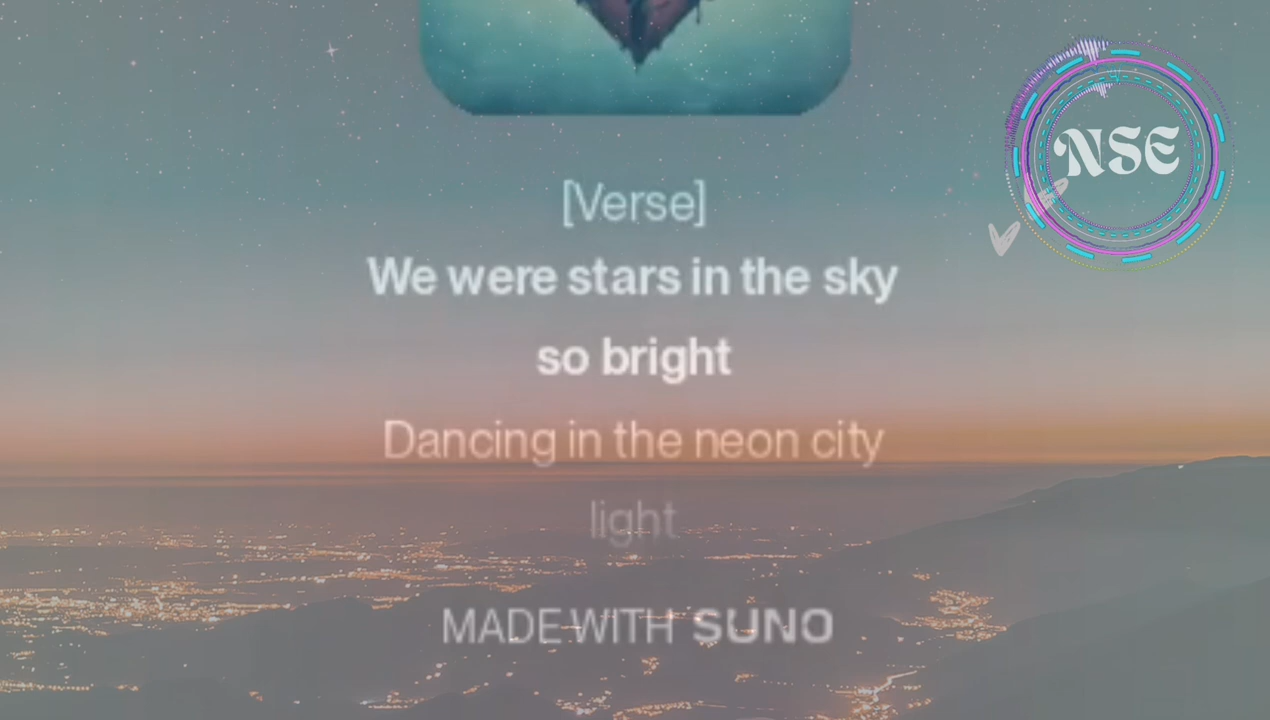 NSE
[Verse]
We were stars in the sky
so bright
Dancing in the neon city
light
MADE WITH SUNO